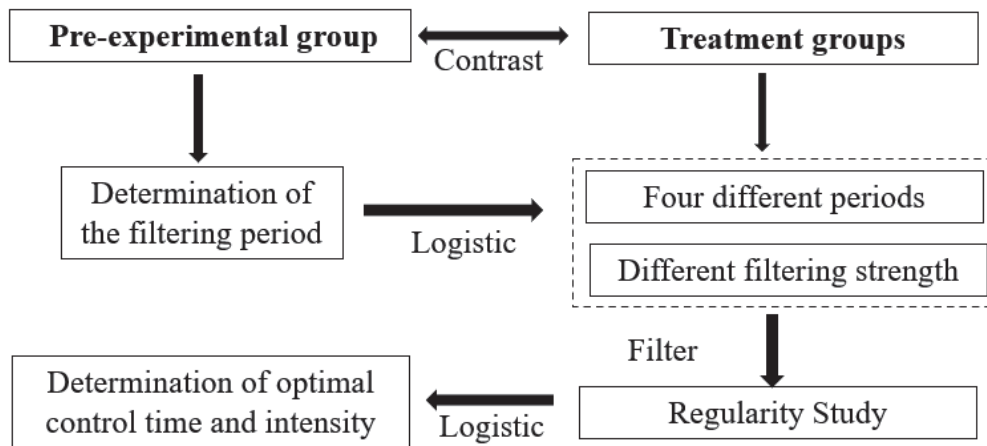 Pre-experimental group
Contrast
Treatment groups
Determination of
the filtering period
Logistic
Four different periods
Different filtering strength
Filter
Regularity Study
Logistic
Determination of optimal
control time and intensity